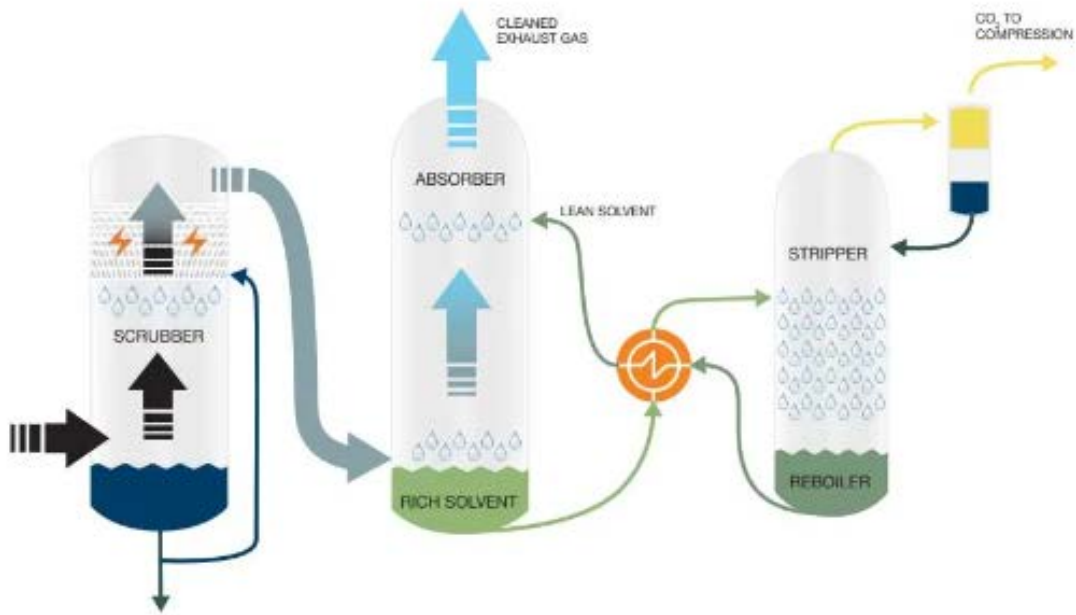 CLEANED
EXHAUST GAS
CO₂ TO
COMPRESSION
ABSORBER
LEAN SOLVENT
STRIPPER
SCRUBBER
REBOILER
RICH SOLVENT